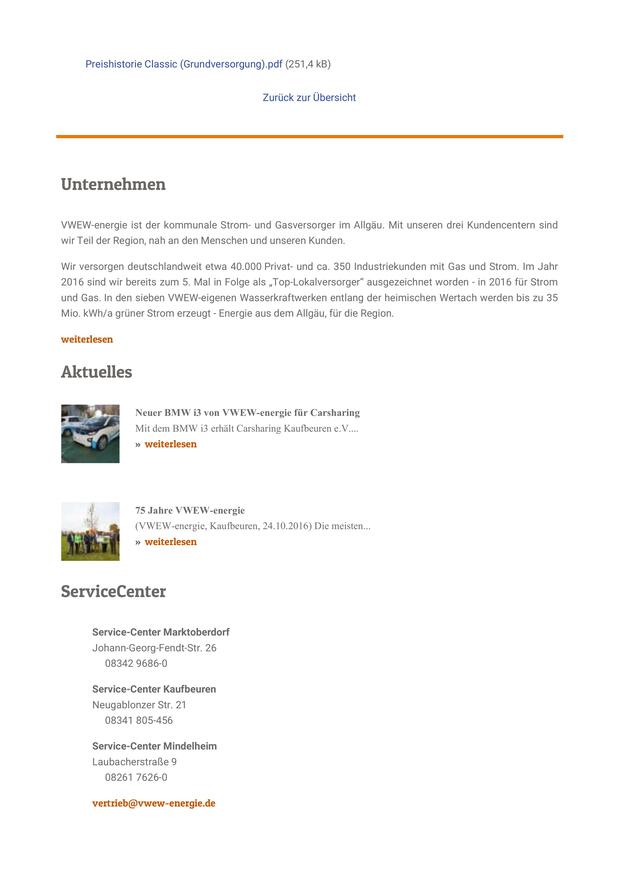 Preishistorie Classic (Grundversorgung).pdf (251,4 kB)
Zurück zur Übersicht
Unternehmen
VWEW-energie ist der kommunale Strom- und Gasversorger im Allgäu. Mit unseren drei Kundencentern sind
wir Teil der Region, nah an den Menschen und unseren Kunden.
Wir versorgen deutschlandweit etwa 40.000 Privat- und ca. 350 Industriekunden mit Gas und Strom. Im Jahr
2016 sind wir bereits zum 5. Mal in Folge als „Top-Lokalversorger" ausgezeichnet worden - in 2016 für Strom
und Gas. In den sieben VWEW-eigenen Wasserkraftwerken entlang der heimischen Wertach werden bis zu 35
Mio. kWh/a grüner Strom erzeugt - Energie aus dem Allgäu, für die Region.
weiterlesen
Aktuelles
Neuer BMW i3 von VWEW-energie für Carsharing
Mit dem BMW i3 erhält Carsharing Kaufbeuren e.V....
» weiterlesen
75 Jahre VWEW-energie
(VWEW-energie, Kaufbeuren, 24.10.2016) Die meisten...
» weiterlesen
ServiceCenter
Service-Center Marktoberdorf
Johann-Georg-Fendt-Str. 26
08342 9686-0
Service-Center Kaufbeuren
Neugablonzer Str. 21
08341 805-456
Service-Center Mindelheim
Laubacherstraße 9
08261 7626-0
vertrieb@vwew-energie.de